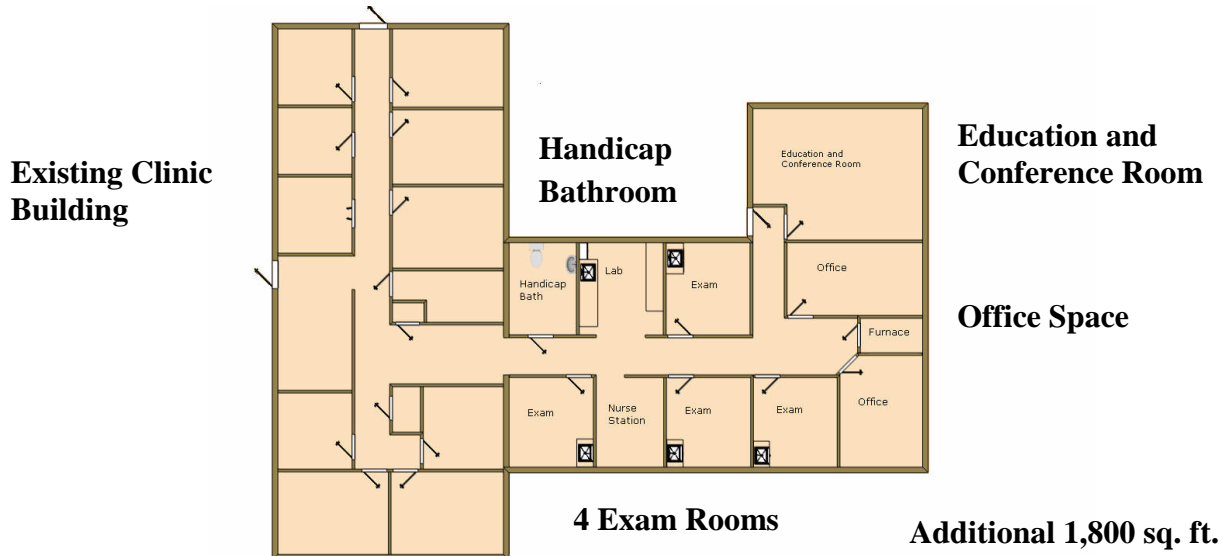 Existing Clinic
Building
Handicap
Bathroom
Education and
Conference Room
Education and
Conference Room
Office
Office Space
Handicap
Bath
Lab
Exam
Furnace
Exam
Nurse
Station
Exam
Exam
Office
4 Exam Rooms
Additional 1,800 sq. ft.